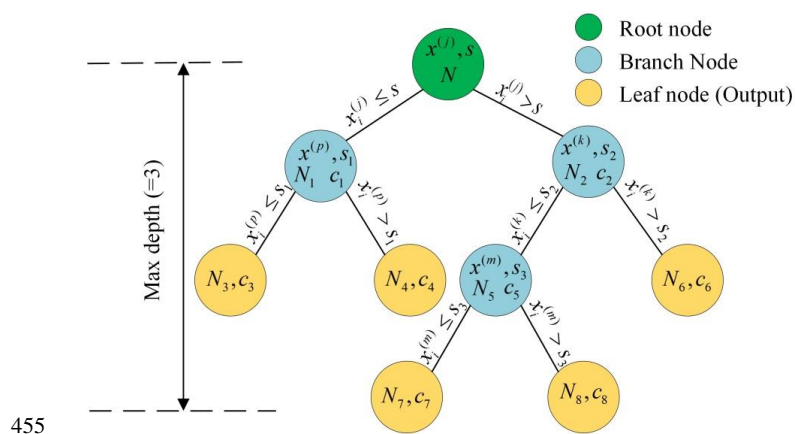 Root node
Branch Node
Leaf node (Output)
x^{(j)}, s
N
x_i^{(j)} ≤ s
x_i^{(j)} > s
x^{(p)}, s_1
N_1 c_1
x^{(k)}, s_2
N_2 c_2
Max depth (=3)
x_i^{(p)} ≤ s_1
x_i^{(p)} > s_1
x_i^{(k)} ≤ s_2
x_i^{(k)} > s_2
N_3, c_3
N_4, c_4
x^{(m)}, s_3
N_5 c_5
N_6, c_6
x_i^{(m)} ≤ s_3
x_i^{(m)} > s_3
N_7, c_7
N_8, c_8
455